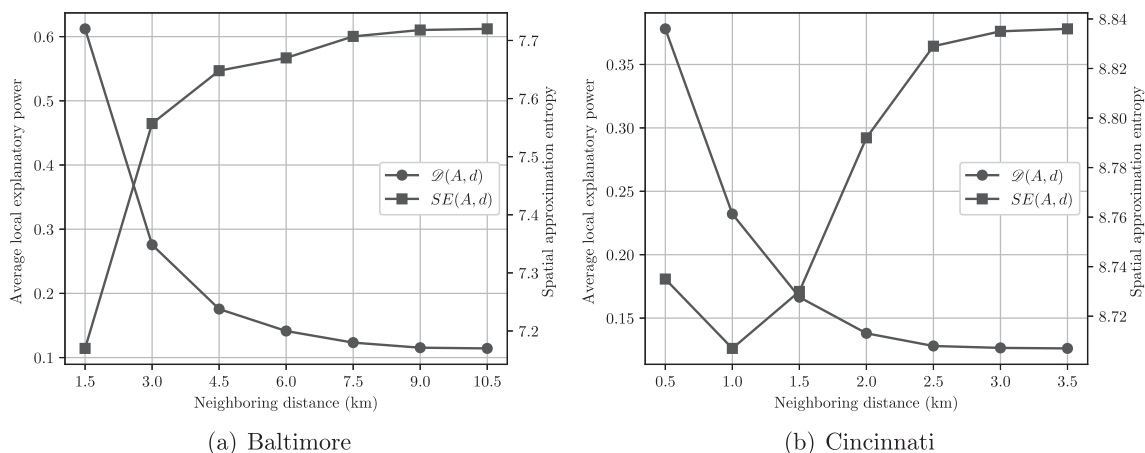 0.6
0.5
0.4
0.3
0.2
0.1
Average local explanatory power
7.7
7.6
7.5
7.4
7.3
7.2
Spatial approximation entropy
𝒟(A, d)
SE(A, d)
1.5 3.0 4.5 6.0 7.5 9.0 10.5
Neighboring distance (km)
(a) Baltimore
0.35
0.30
0.25
0.20
0.15
Average local explanatory power
8.84
8.82
8.80
8.78
8.76
8.74
8.72
Spatial approximation entropy
𝒟(A, d)
SE(A, d)
0.5 1.0 1.5 2.0 2.5 3.0 3.5
Neighboring distance (km)
(b) Cincinnati